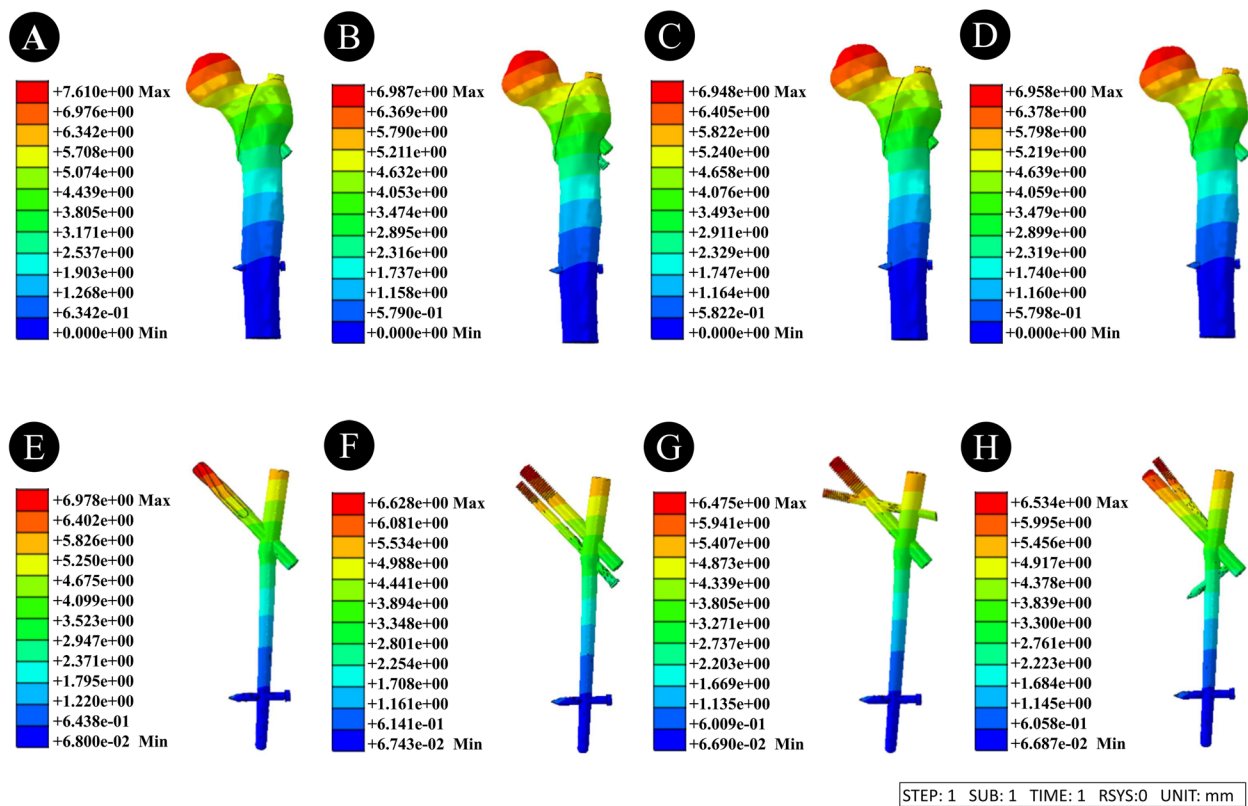 A
+7.610e+00 Max
+6.976e+00
+6.342e+00
+5.708e+00
+5.074e+00
+4.439e+00
+3.805e+00
+3.171e+00
+2.537e+00
+1.903e+00
+1.268e+00
+6.342e-01
+0.000e+00 Min
B
+6.987e+00 Max
+6.369e+00
+5.790e+00
+5.211e+00
+4.632e+00
+4.053e+00
+3.474e+00
+2.895e+00
+2.316e+00
+1.737e+00
+1.158e+00
+5.790e-01
+0.000e+00 Min
C
+6.948e+00 Max
+6.405e+00
+5.822e+00
+5.240e+00
+4.658e+00
+4.076e+00
+3.493e+00
+2.911e+00
+2.329e+00
+1.747e+00
+1.164e+00
+5.822e-01
+0.000e+00 Min
D
+6.958e+00 Max
+6.378e+00
+5.798e+00
+5.219e+00
+4.639e+00
+4.059e+00
+3.479e+00
+2.899e+00
+2.319e+00
+1.740e+00
+1.160e+00
+5.798-01
+0.000e+00 Min
E
+6.978e+00 Max
+6.402e+00
+5.826e+00
+5.250e+00
+4.675e+00
+4.099e+00
+3.523e+00
+2.947e+00
+2.371e+00
+1.795e+00
+1.220e+00
+6.438e-01
+6.800e-02 Min
F
+6.628e+00 Max
+6.081e+00
+5.534e+00
+4.988e+00
+4.441e+00
+3.894e+00
+3.348e+00
+2.801e+00
+2.254e+00
+1.708e+00
+1.161e+00
+6.141e-01
+6.743e-02 Min
G
+6.475e+00 Max
+5.941e+00
+5.407e+00
+4.873e+00
+4.339e+00
+3.805e+00
+3.271e+00
+2.737e+00
+2.203e+00
+1.669e+00
+1.135e+00
+6.009e-01
+6.690e-02 Min
H
+6.534e+00 Max
+5.995e+00
+5.456e+00
+4.917e+00
+4.378e+00
+3.839e+00
+3.300e+00
+2.761e+00
+2.223e+00
+1.684e+00
+1.145e+00
+6.058e-01
+6.687e-02 Min
STEP: 1 SUB: 1 TIME: 1 RSYS:0 UNIT: mm